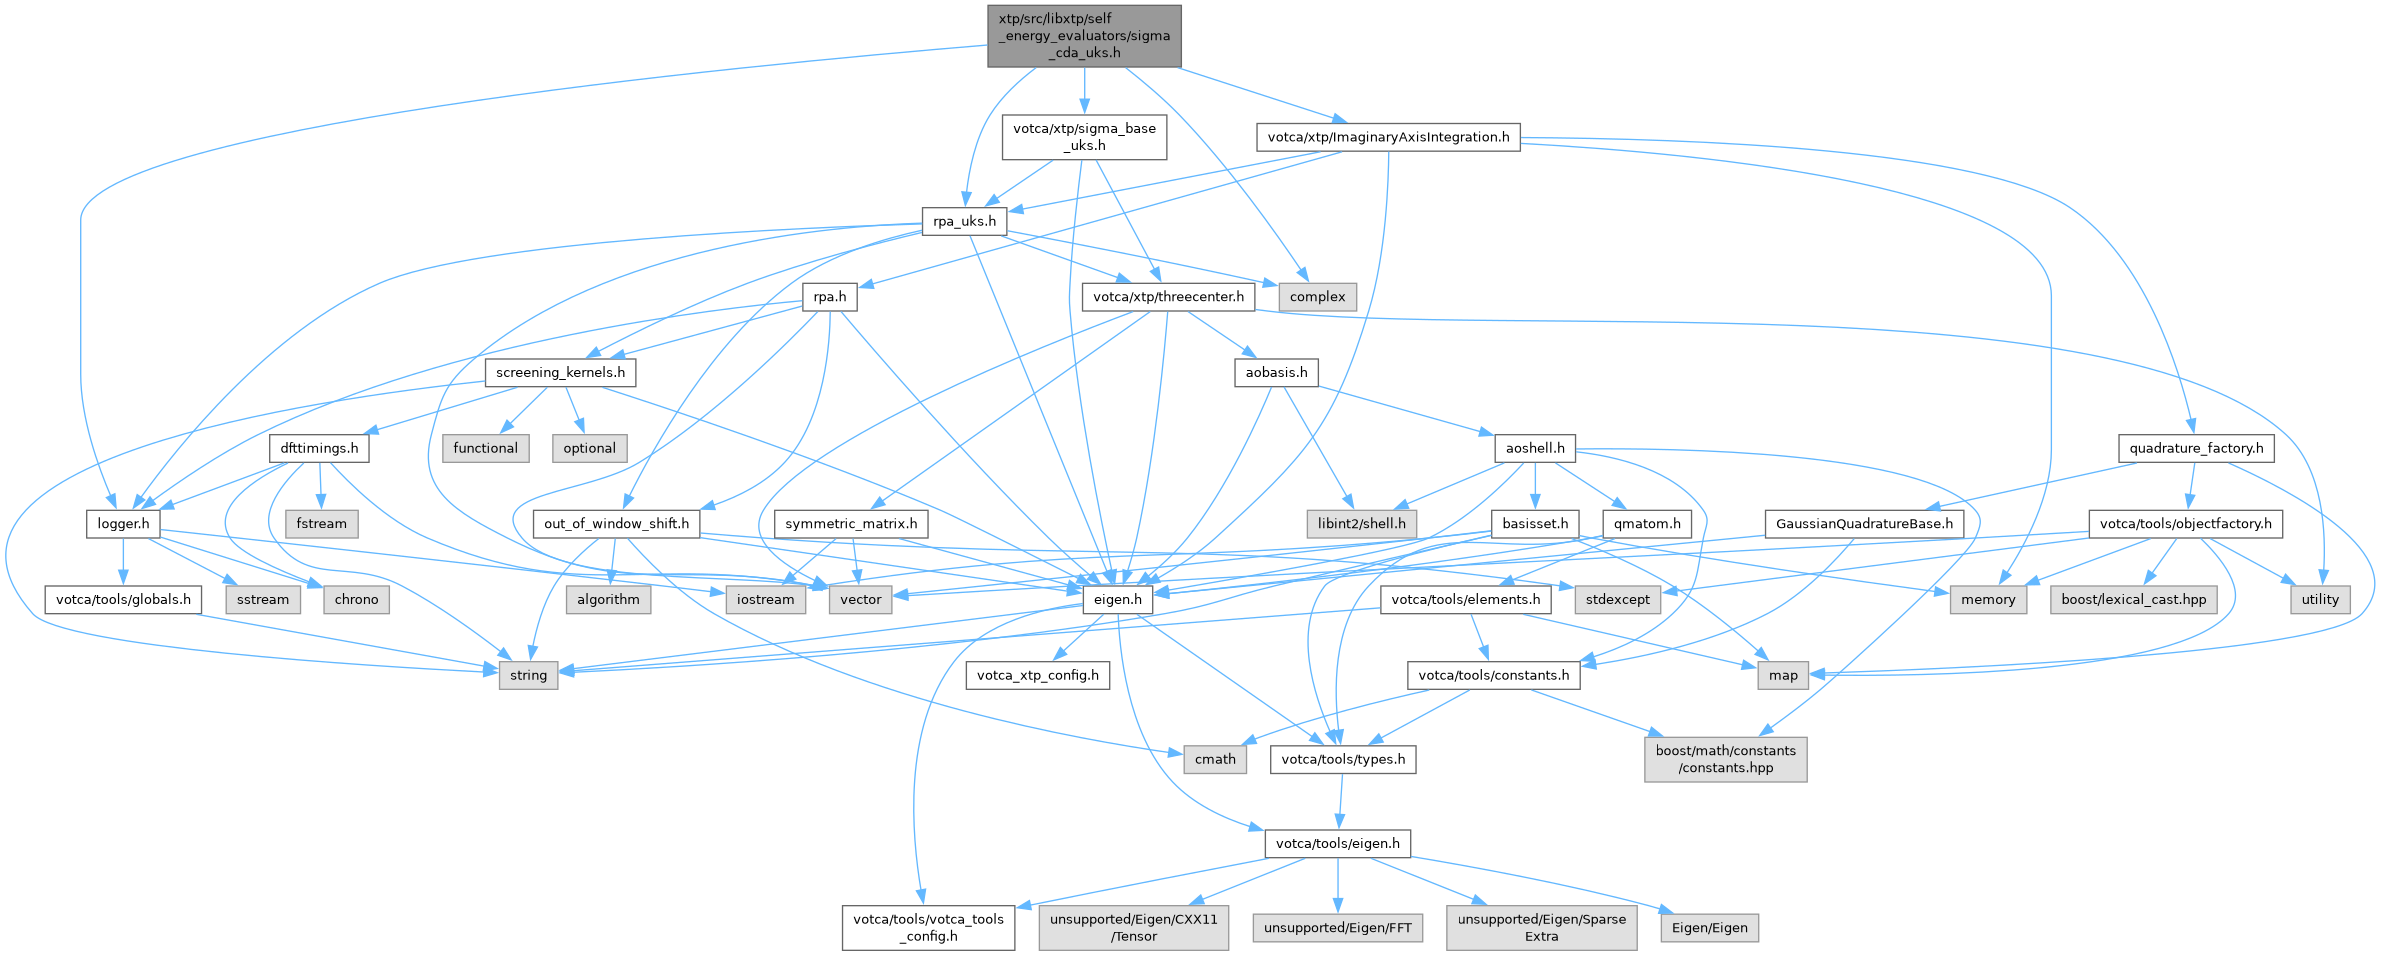 xtp/src/libxtp/self
_energy_evaluators/sigma
_cda_uks.h
votca/xtp/sigma_base
_uks.h
votca/xtp/ImaginaryAxisIntegration.h
rpa_uks.h
rpa.h
votca/xtp/threecenter.h
complex
screening_kernels.h
aobasis.h
dfttimings.h
functional
optional
aoshell.h
quadrature_factory.h
logger.h
fstream
out_of_window_shift.h
symmetric_matrix.h
libint2/shell.h
basisset.h
qmatom.h
GaussianQuadratureBase.h
votca/tools/objectfactory.h
votca/tools/globals.h
sstream
chrono
algorithm
iostream
vector
eigen.h
votca/tools/elements.h
stdexcept
memory
boost/lexical_cast.hpp
utility
string
votca_xtp_config.h
votca/tools/constants.h
map
cmath
votca/tools/types.h
boost/math/constants
/constants.hpp
votca/tools/eigen.h
votca/tools/votca_tools
_config.h
unsupported/Eigen/CXX11
/Tensor
unsupported/Eigen/FFT
unsupported/Eigen/Sparse
Extra
Eigen/Eigen